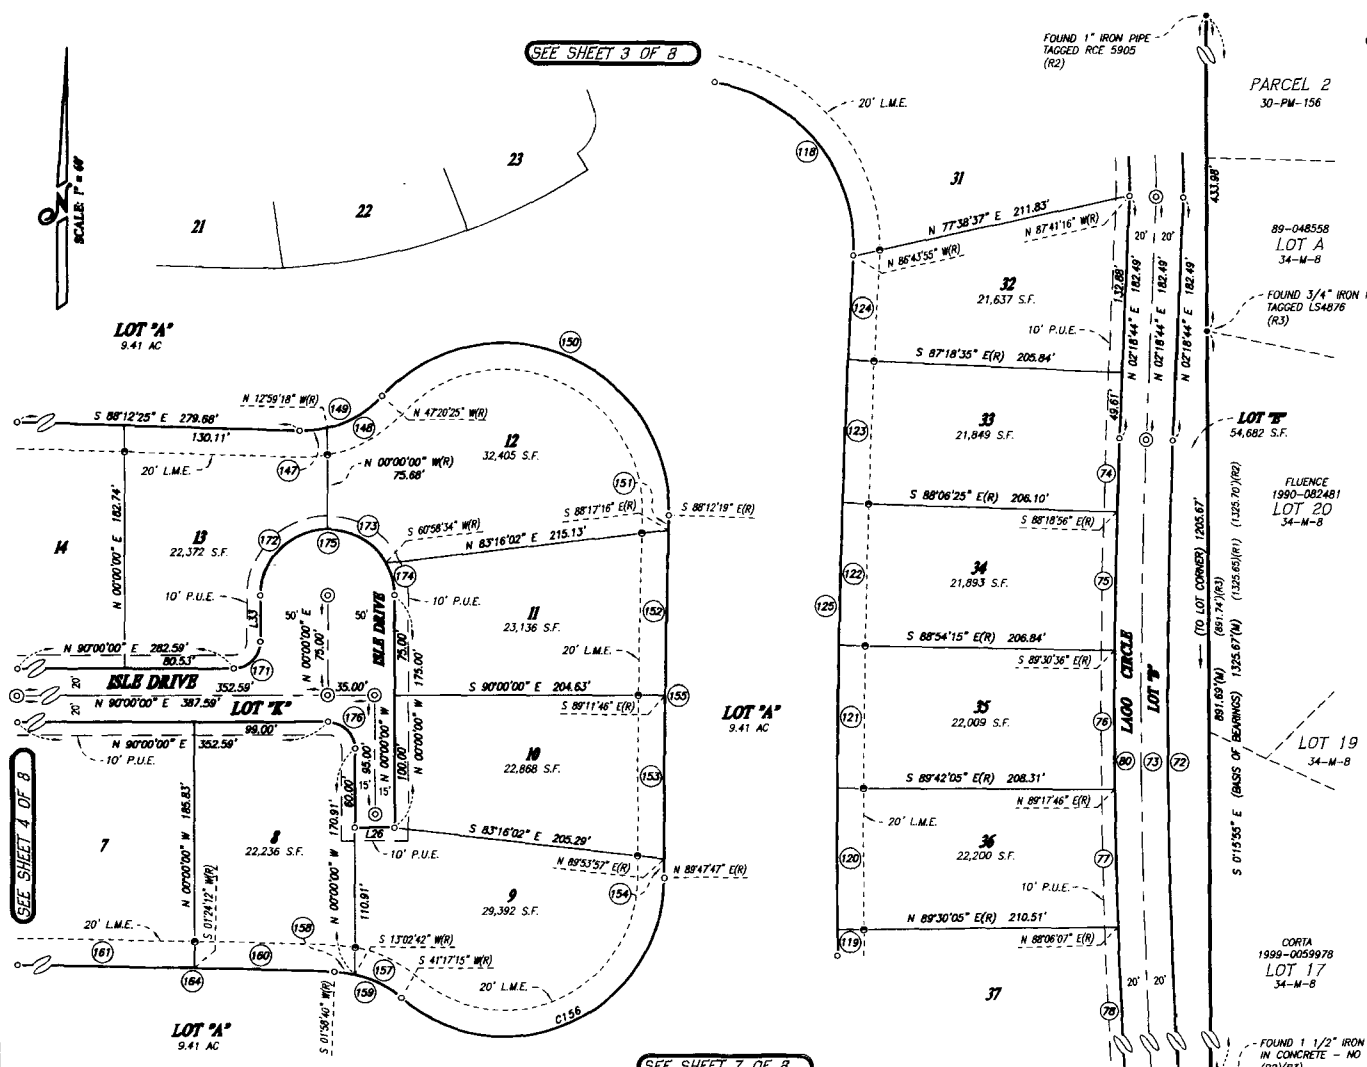 SEE SHEET 3 OF 8
FOUND 1" IRON PIPE
TAGGED RCE 5905
(R2)
PARCEL 2
30-PM-156
20' L.M.E.
118
23
22
21
N
SCALE: 1" = 60'
31
N 77°38'37" E 211.83'
N 87°41'16" W(R)
N 86°43'55" W(R)
20'
20'
433.98'
89-048558
LOT A
34-M-8
32
21,637 S.F.
124
132.88'
N 02°18'44" E 182.49'
N 02°18'44" E 182.49'
N 02°18'44" E 182.49'
FOUND 3/4" IRON
TAGGED LS4876
(R3)
10' P.U.E.
LOT "A"
9.41 AC
150
S 87°18'35" E(R) 205.84'
N 12°59'18" W(R)
149
148
N 47°20'25" W(R)
S 88°12'25" E 279.68'
130.11'
20' L.M.E.
147
N 00°00'00" W(R)
75.68'
12
32,405 S.F.
49.61'
33
21,849 S.F.
123
LOT "E"
54,682 S.F.
74
151
S 88°17'16" E(R)
S 88°12'19" E(R)
S 88°06'25" E(R) 206.10'
S 88°18'56" E(R)
FLUENCE
1990-082481
LOT 20
34-M-8
N 00°00'00" E 182.74'
13
22,372 S.F.
14
172
175
173
S 60°58'34" W(R)
N 83°16'02" E 215.13'
174
10' P.U.E.
10' P.U.E.
L33
50'
50'
N 00°00'00" E
75.00'
ISLE DRIVE
75.00'
N 00°00'00" W 175.00'
11
23,136 S.F.
152
20' L.M.E.
122
34
21,893 S.F.
75
125
S 88°54'15" E(R) 206.84'
S 89°30'36" E(R)
(TO LOT CORNER) 1205.67'
891.69'(M) (891.74')(R3)
S 0°15'55" E (BASIS OF BEARINGS) 1325.67'(M) (1325.65)(R1) (1325.70')(R2)
N 90°00'00" E 282.59'
80.53'
171
20'
20'
ISLE DRIVE 352.59'
N 90°00'00" E 387.59'
LOT "K"
35.00'
S 90°00'00" E 204.63'
S 89°11'46" E(R)
155
LOT "A"
9.41 AC
LAGO CIRCLE
LOT "E"
121
35
22,009 S.F.
76
99.00'
N 90°00'00" E 352.59'
10' P.U.E.
176
95.00'
N 00°00'00" W
100.00'
60.00'
15'
15'
10
22,868 S.F.
153
S 89°42'05" E(R) 208.31'
N 89°17'46" E(R)
80
73
72
LOT 19
34-M-8
SEE SHEET 4 OF 8
7
N 00°00'00" W 185.83'
8
22,236 S.F.
N 00°00'00" W 170.91'
L26
10' P.U.E.
S 83°16'02" E 205.29'
N 89°53'57" E(R)
N 89°47'47" E(R)
154
20' L.M.E.
120
36
22,200 S.F.
77
10' P.U.E.
9
29,392 S.F.
110.91'
S 01°24'12" W(R)
20' L.M.E.
158
S 13°02'42" W(R)
S 41°17'15" W(R)
161
160
164
157
159
S 01°58'40" W(R)
20' L.M.E.
C156
N 89°30'05" E(R) 210.51'
N 88°06'07" E(R)
119
37
20'
20'
78
CORTA
1999-0059978
LOT 17
34-M-8
LOT "A"
9.41 AC
SEE SHEET 7 OF 8
FOUND 1 1/2" IRON
IN CONCRETE - NO
(R2)(R3)